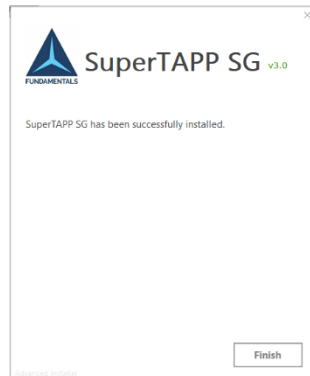 SuperTAPP SG v3.0
FUNDAMENTALS
SuperTAPP SG has been successfully installed.
Finish
Advanced Installer